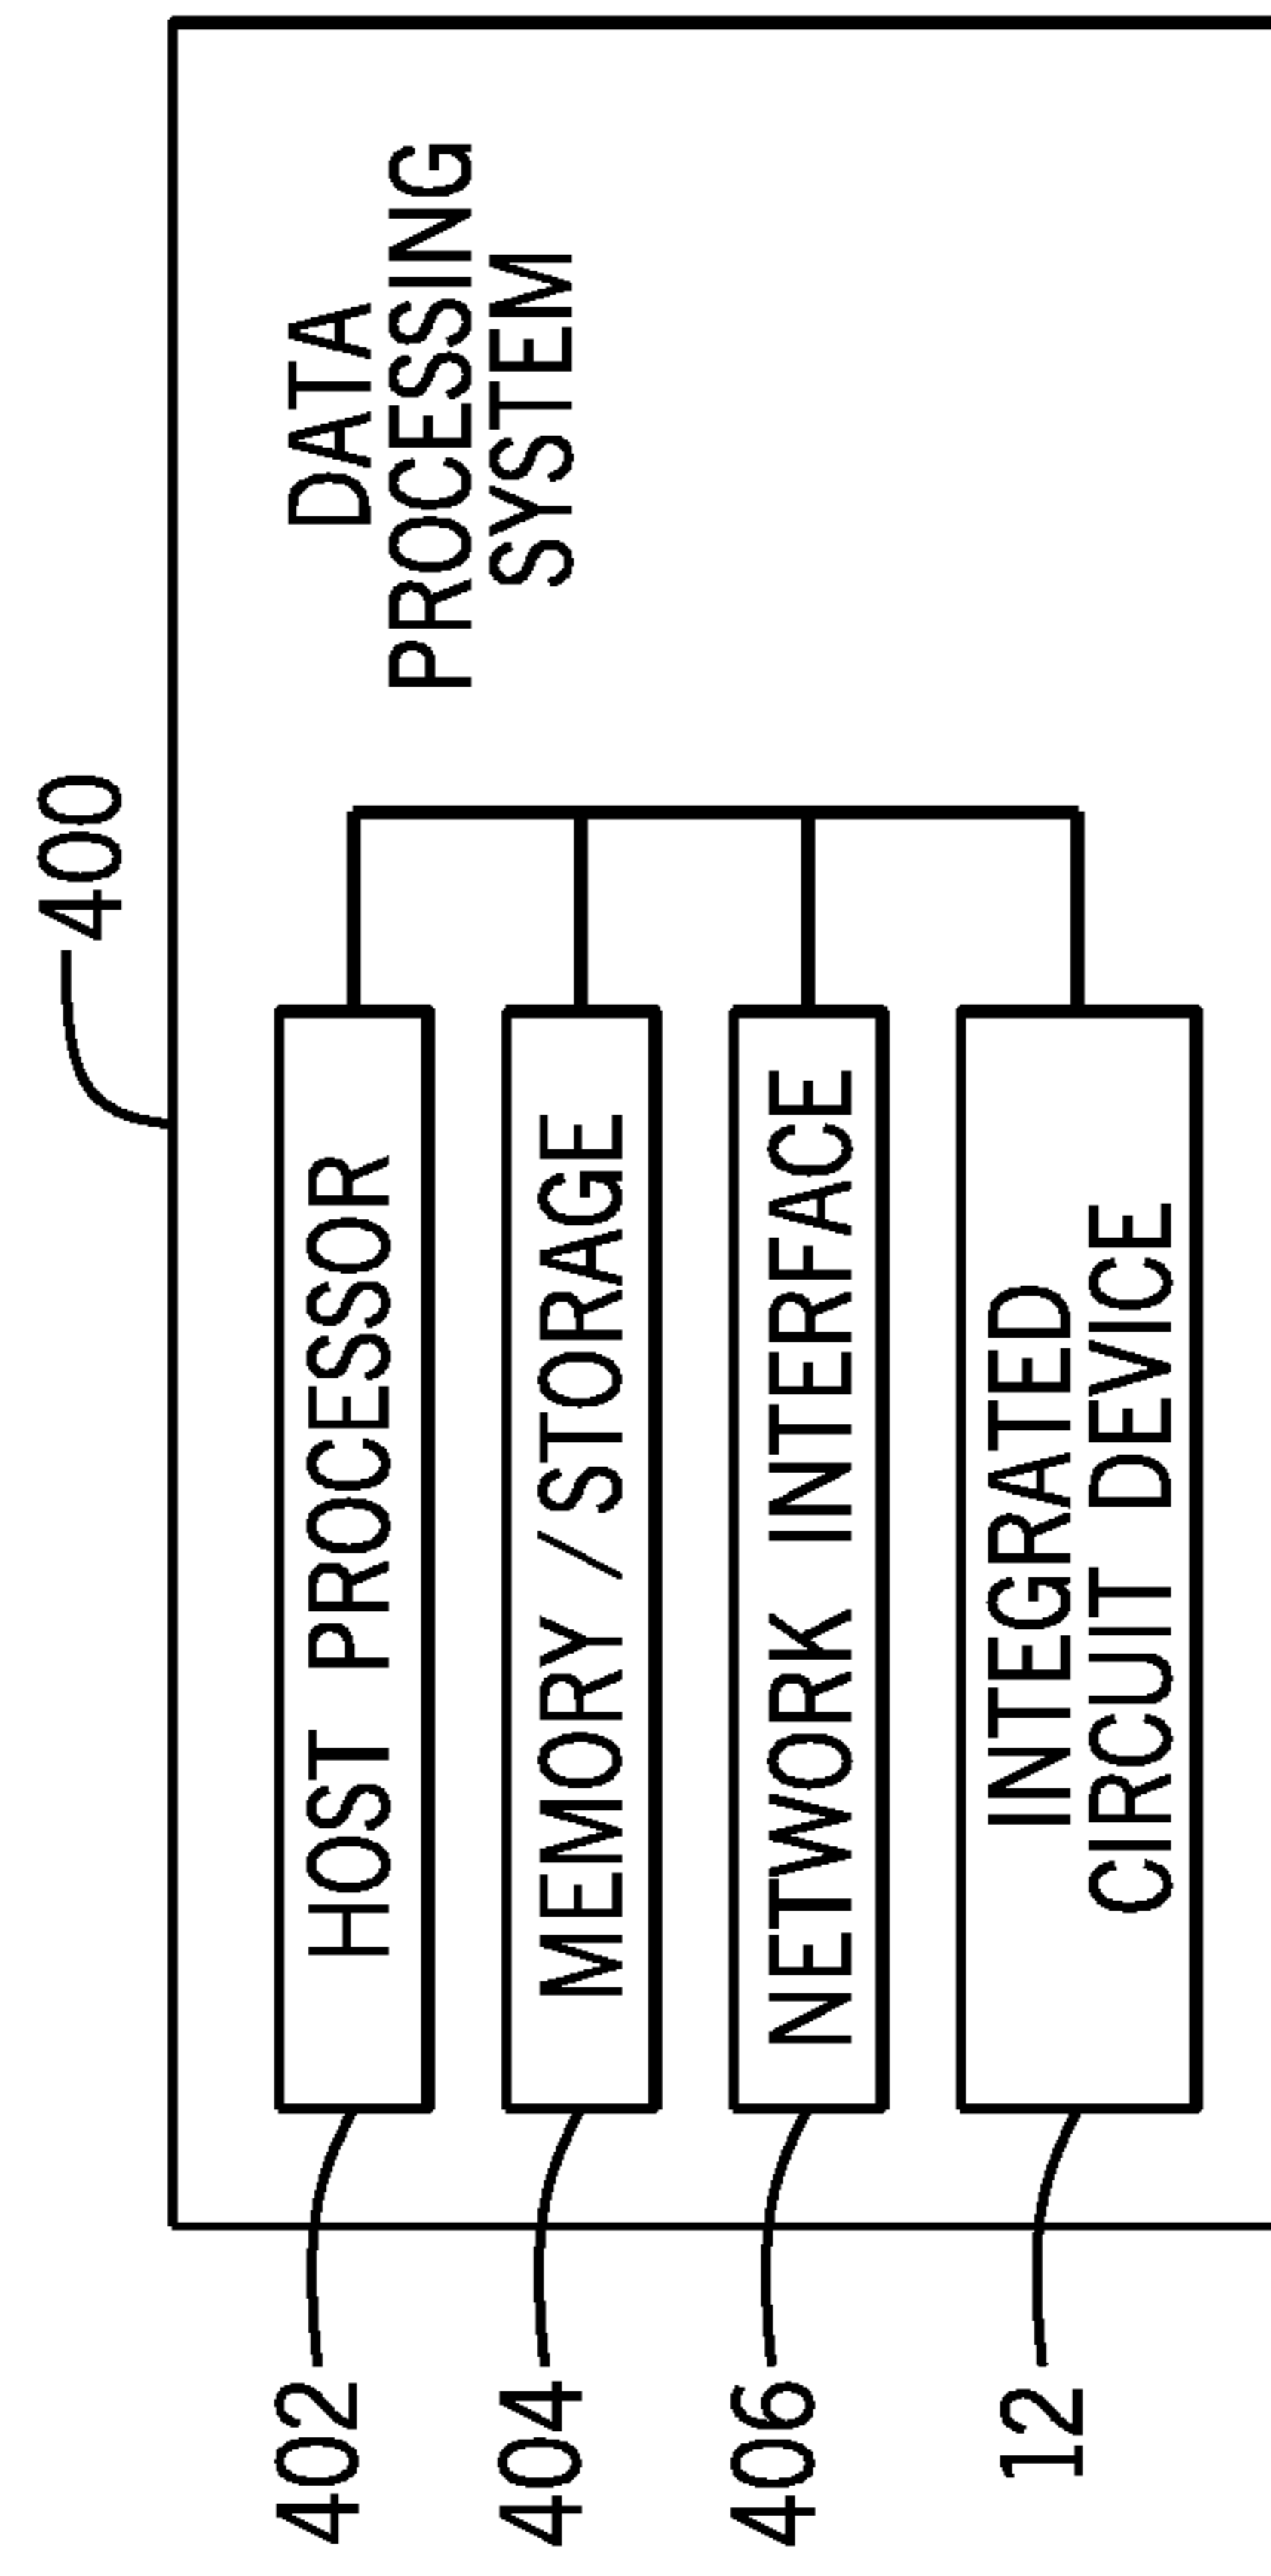 400
DATA
PROCESSING
SYSTEM
402
HOST PROCESSOR
404
MEMORY /STORAGE
406
NETWORK INTERFACE
12
INTEGRATED
CIRCUIT DEVICE